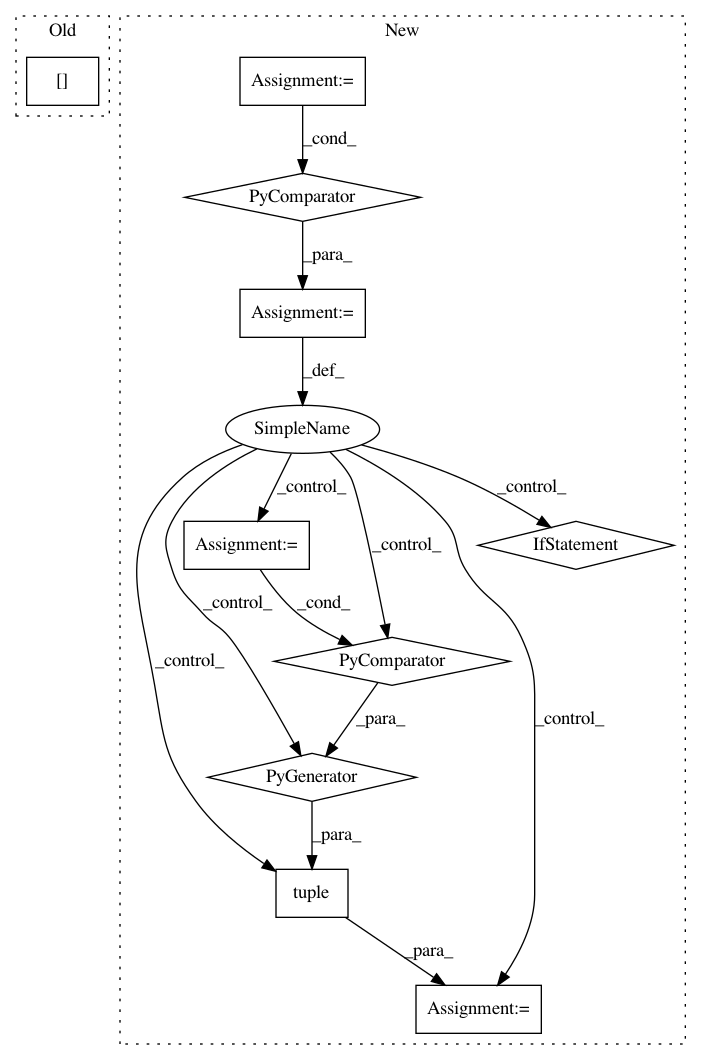 Old
New
[]
Assignment:=
_cond_
PyComparator
_para_
Assignment:=
_def_
SimpleName
_control_
_control_
Assignment:=
_control_
IfStatement
_control_
_cond_
PyComparator
_control_
_control_
_para_
PyGenerator
_para_
tuple
_para_
Assignment:=